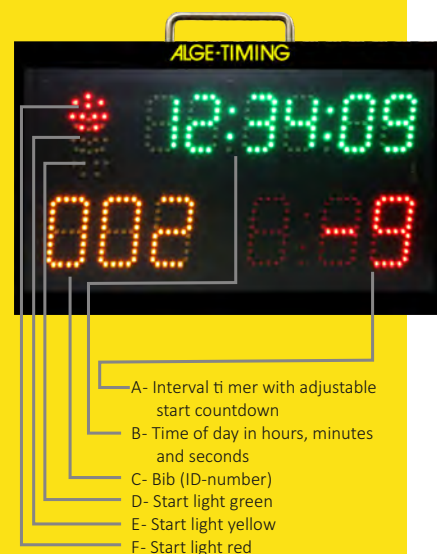 ALGE-TIMING
12:34:09
002 -9
A- Interval ti mer with adjustable
start countdown
B- Time of day in hours, minutes
and seconds
C- Bib (ID-number)
D- Start light green
E- Start light yellow
F- Start light red